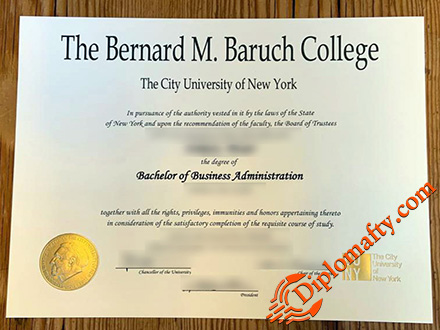 The Bernard M. Baruch College
The City University of New York
In pursuance of the authority vested in it by the laws of the State
of New York and upon the recommendation of the faculty, the Board of Trustees
the degree of
Bachelor of Business Administration
together with all the rights, privileges, immunities and honors appertaining thereto
in consideration of the satisfactory completion of the requisite course of study.
Chancellor of the University
President
NY
The City
University
of
New York
Diplomafty.com